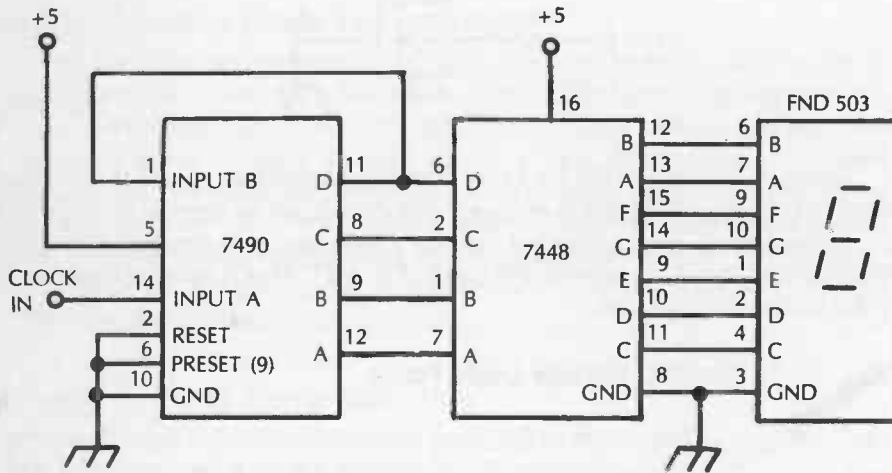 +5
+5
16
FND 503
1 INPUT B
D 11
6 D
B 12
6 B
A 13
7 A
F 15
9 F
5
7490
C 8
2 C
7448
G 14
10 G
E 9
1 E
CLOCK IN
14 INPUT A
B 9
1 B
D 10
2 D
2 RESET
C 11
4 C
6 PRESET (9)
A 12
7 A
10 GND
GND 8
3 GND